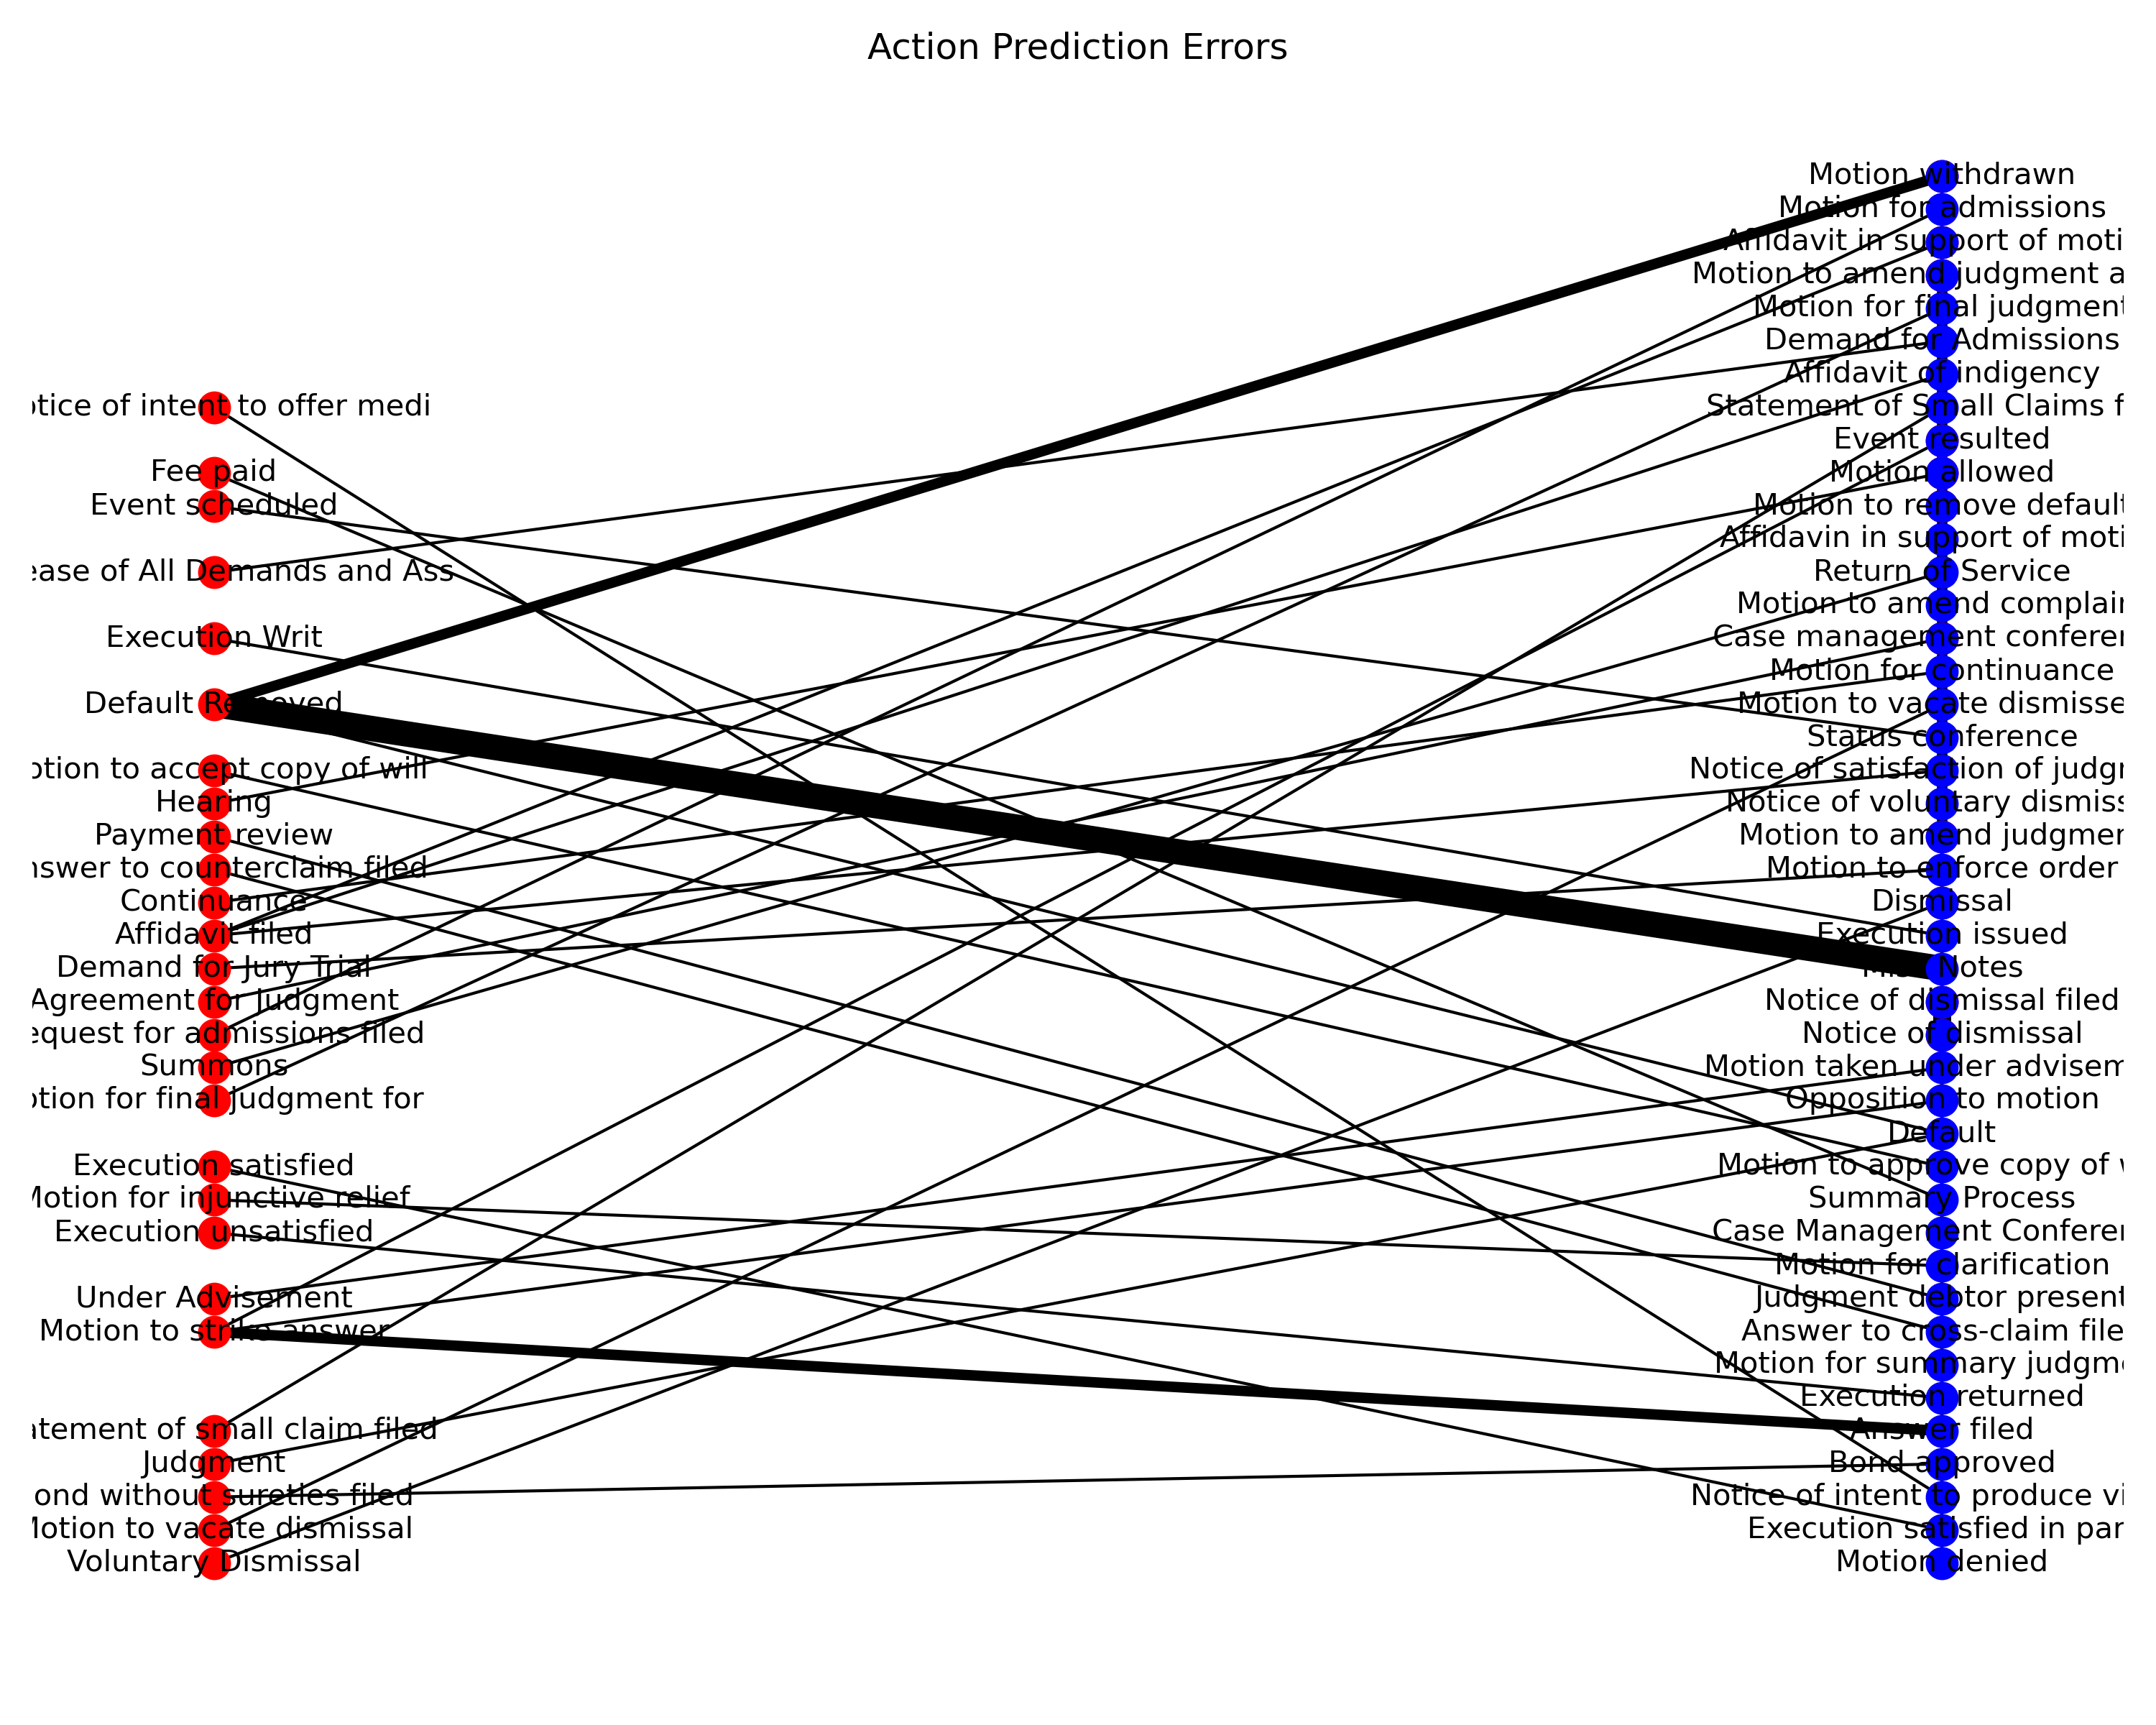 Action Prediction Errors
otice of intent to offer medi
Fee paid
Event scheduled
ease of All Demands and Ass
Execution Writ
Default Removed
otion to accept copy of will
Hearing
Payment review
nswer to counterclaim filed
Continuance
Affidavit filed
Demand for Jury Trial
Agreement for Judgment
equest for admissions filed
Summons
otion for final judgment for
Execution satisfied
Motion for injunctive relief
Execution unsatisfied
Under Advisement
Motion to strike answer
atement of small claim filed
Judgment
ond without sureties filed
Motion to vacate dismissal
Voluntary Dismissal
Motion withdrawn
Motion for admissions
Affidavit in support of moti
Motion to amend judgment a
Motion for final judgment
Demand for Admissions
Affidavit of indigency
Statement of Small Claims f
Event resulted
Motion allowed
Motion to remove default
Affidavin in support of moti
Return of Service
Motion to amend complain
Case management conferen
Motion for continuance
Motion to vacate dismisse
Status conference
Notice of satisfaction of judgr
Notice of voluntary dismiss
Motion to amend judgmen
Motion to enforce order
Dismissal
Execution issued
Misc Notes
Notice of dismissal filed
Notice of dismissal
Motion taken under advisem
Opposition to motion
Default
Motion to approve copy of w
Summary Process
Case Management Conferen
Motion for clarification
Judgment debtor present
Answer to cross-claim file
Motion for summary judgme
Execution returned
Answer filed
Bond approved
Notice of intent to produce vi
Execution satisfied in par
Motion denied